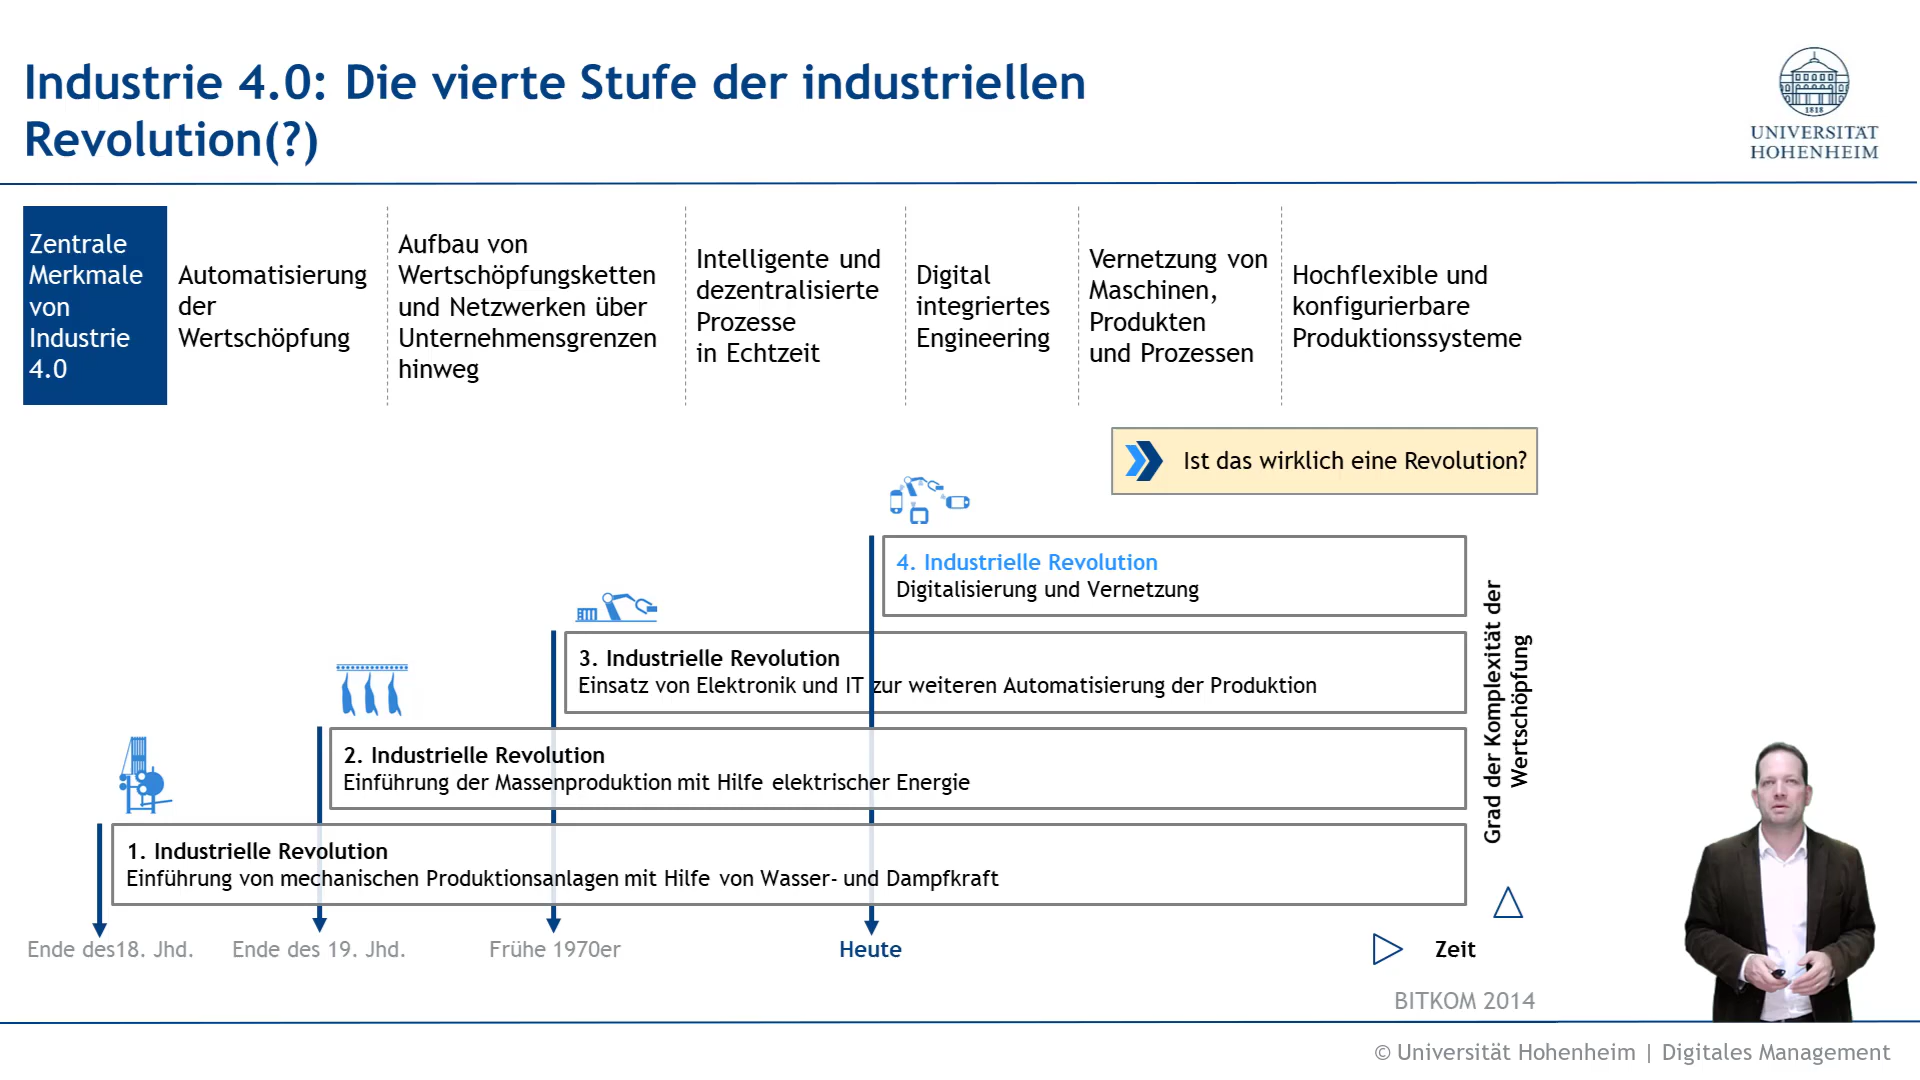 Industrie 4.0: Die vierte Stufe der industriellen
Revolution(?)
1818
UNIVERSITÄT
HOHENHEIM
Zentrale
Merkmale
von
Industrie
4.0
Automatisierung
der
Wertschöpfung
Aufbau von
Wertschöpfungsketten
und Netzwerken über
Unternehmensgrenzen
hinweg
Intelligente und
dezentralisierte
Prozesse
in Echtzeit
Digital
integriertes
Engineering
Vernetzung von
Maschinen,
Produkten
und Prozessen
Hochflexible und
konfigurierbare
Produktionssysteme
Ist das wirklich eine Revolution?
4. Industrielle Revolution
Digitalisierung und Vernetzung
3. Industrielle Revolution
Einsatz von Elektronik und IT zur weiteren Automatisierung der Produktion
2. Industrielle Revolution
Einführung der Massenproduktion mit Hilfe elektrischer Energie
1. Industrielle Revolution
Einführung von mechanischen Produktionsanlagen mit Hilfe von Wasser- und Dampfkraft
Grad der Komplexität der
Wertschöpfung
Ende des18. Jhd.
Ende des 19. Jhd.
Frühe 1970er
Heute
Zeit
BITKOM 2014
© Universität Hohenheim | Digitales Management